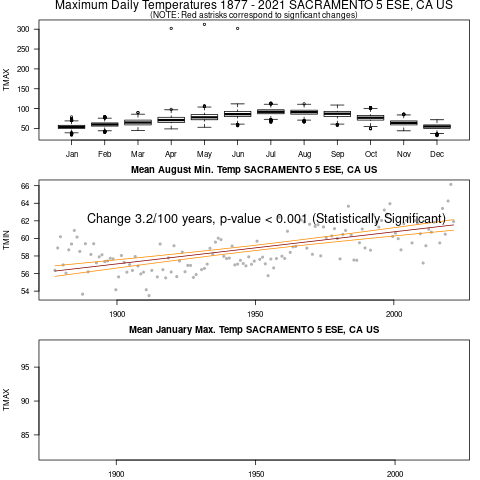 Maximum Daily Temperatures 1877 - 2021 SACRAMENTO 5 ESE, CA US
(NOTE: Red astrisks correspond to signficant changes)
TMAX
300
250
200
150
100
50
Jan Feb Mar Apr May Jun Jul Aug Sep Oct Nov Dec
Mean August Min. Temp SACRAMENTO 5 ESE, CA US
TMIN
66
64
62
60
58
56
54
Change 3.2/100 years, p-value < 0.001 (Statistically Significant)
1900 1950 2000
Mean January Max. Temp SACRAMENTO 5 ESE, CA US
TMAX
95
90
85
1900 1950 2000